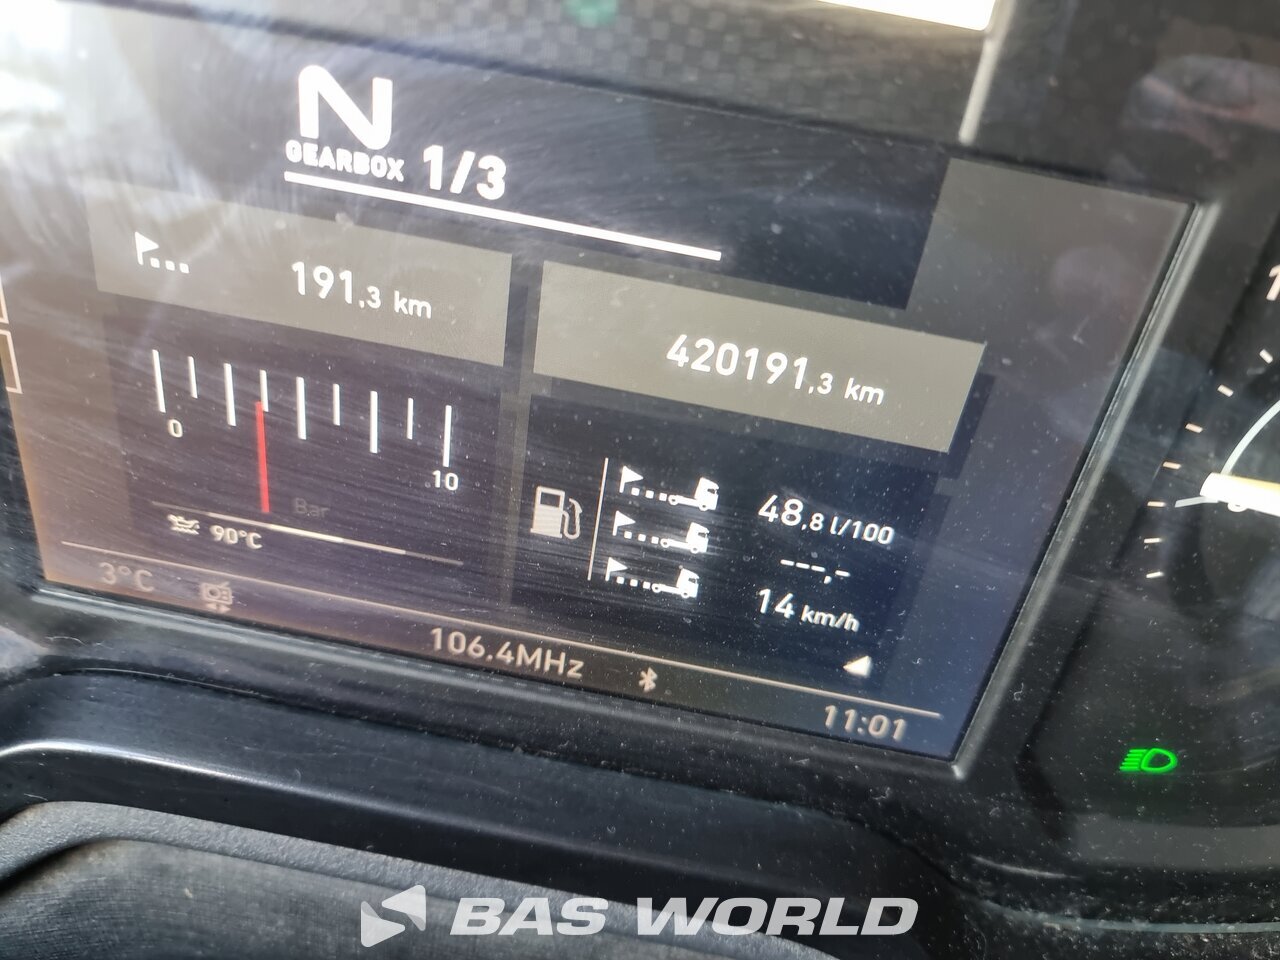 N
GEARBOX 1/3
191,3 km
420191,3 km
0
10
Bar
90°C
48,8 l/100
---,-
14 km/h
3°C
106.4MHz
11:01
BAS WORLD